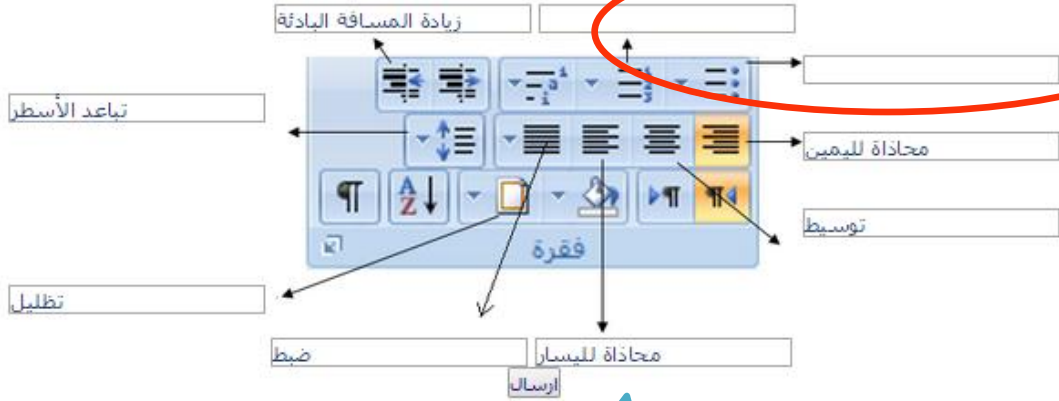 زيادة المسافة البادئة
تباعد الأسطر
محاذاة لليمين
توسيط
فقرة
تظليل
محاذاة لليسار
ضبط
ارسال